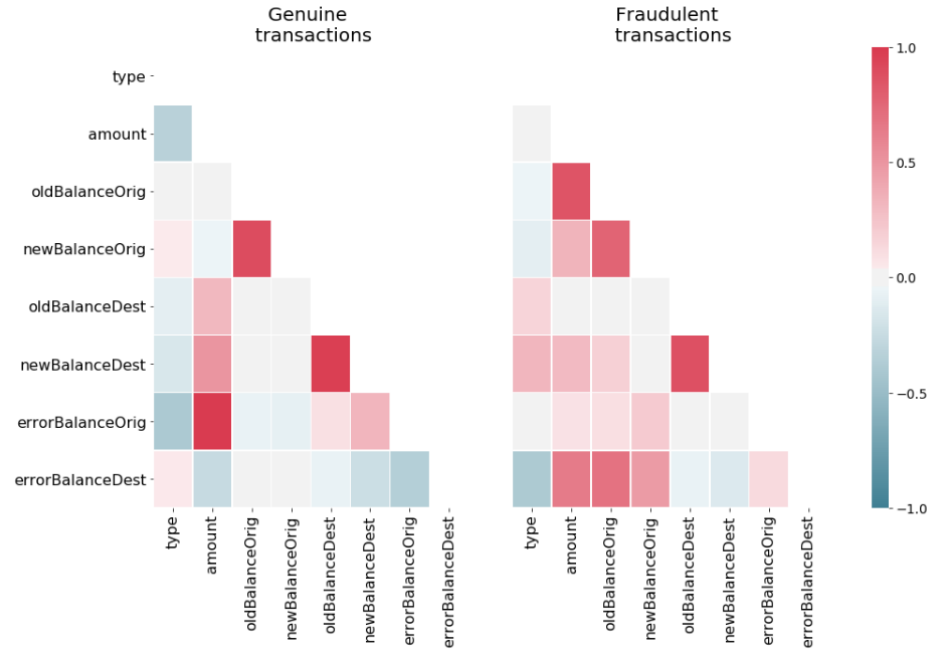 Genuine
transactions
Fraudulent
transactions
type
amount
oldBalanceOrig
newBalanceOrig
oldBalanceDest
newBalanceDest
errorBalanceOrig
errorBalanceDest
type
amount
oldBalanceOrig
newBalanceOrig
oldBalanceDest
newBalanceDest
errorBalanceOrig
errorBalanceDest
type
amount
oldBalanceOrig
newBalanceOrig
oldBalanceDest
newBalanceDest
errorBalanceOrig
errorBalanceDest
1.0
0.5
0.0
−0.5
−1.0